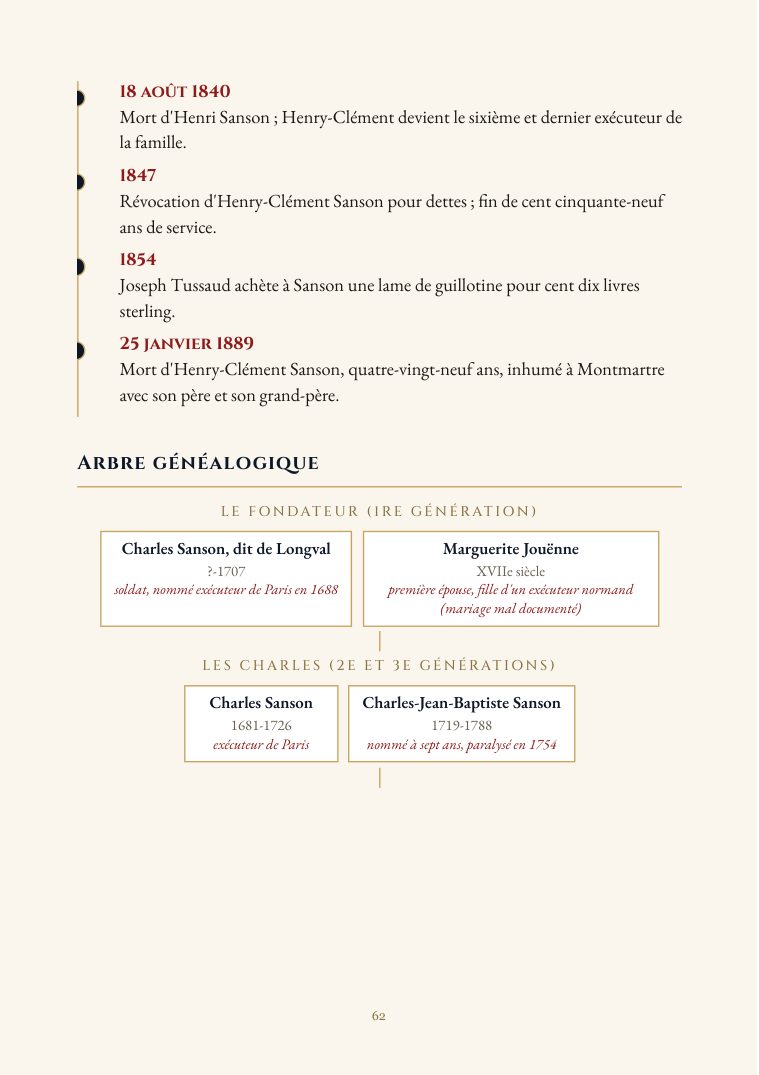 18 AOÛT 1840
Mort d'Henri Sanson ; Henry-Clément devient le sixième et dernier exécuteur de
la famille.
1847
Révocation d'Henry-Clément Sanson pour dettes ; fin de cent cinquante-neuf
ans de service.
1854
Joseph Tussaud achète à Sanson une lame de guillotine pour cent dix livres
sterling.
25 JANVIER 1889
Mort d'Henry-Clément Sanson, quatre-vingt-neuf ans, inhumé à Montmartre
avec son père et son grand-père.
ARBRE GÉNÉALOGIQUE
LE FONDATEUR (1RE GÉNÉRATION)
Charles Sanson, dit de Longval
?-1707
soldat, nommé exécuteur de Paris en 1688
Marguerite Jouënne
XVIIe siècle
première épouse, fille d'un exécuteur normand
(mariage mal documenté)
LES CHARLES (2E ET 3E GÉNÉRATIONS)
Charles Sanson
1681-1726
exécuteur de Paris
Charles-Jean-Baptiste Sanson
1719-1788
nommé à sept ans, paralysé en 1754
62